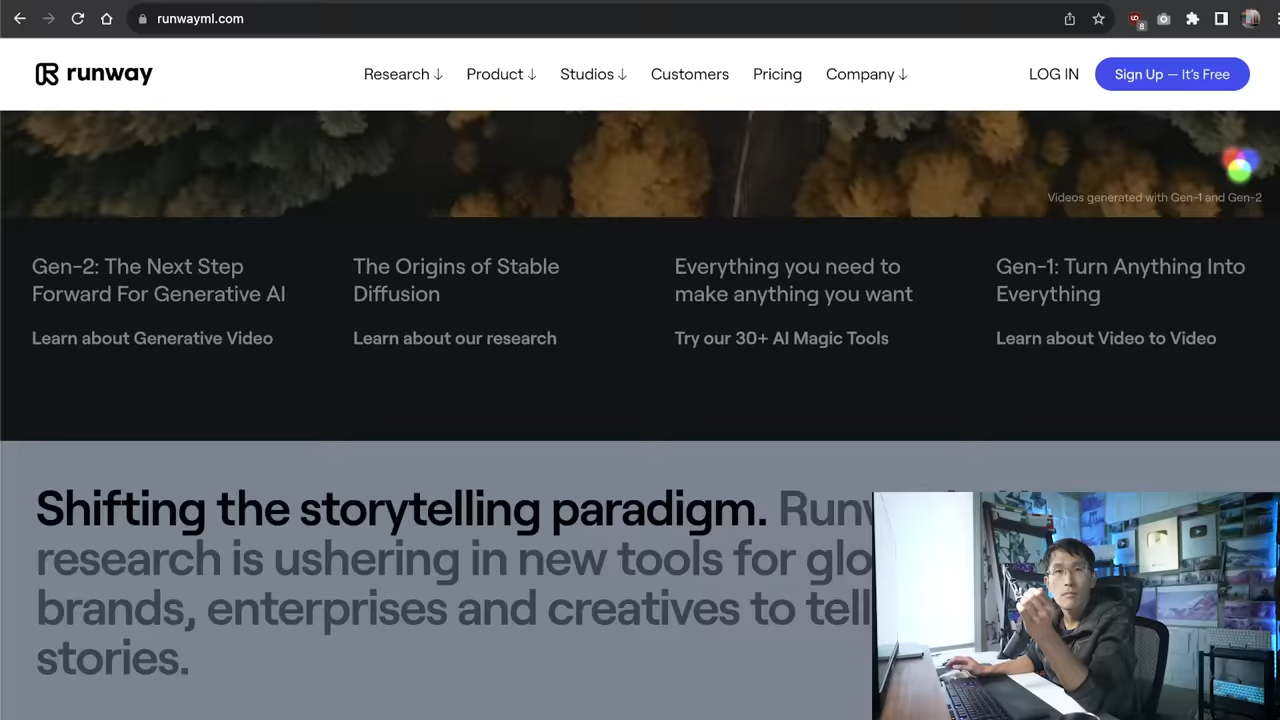 runwayml.com
8
runway
Research ↓ Product ↓ Studios ↓ Customers Pricing Company ↓ LOG IN Sign Up — It's Free
Videos generated with Gen-1 and Gen-2
Gen-2: The Next Step
Forward For Generative AI
Learn about Generative Video
The Origins of Stable
Diffusion
Learn about our research
Everything you need to
make anything you want
Try our 30+ AI Magic Tools
Gen-1: Turn Anything Into
Everything
Learn about Video to Video
Shifting the storytelling paradigm.
research is ushering in new tools for
brands, enterprises and creatives to tell
stories.